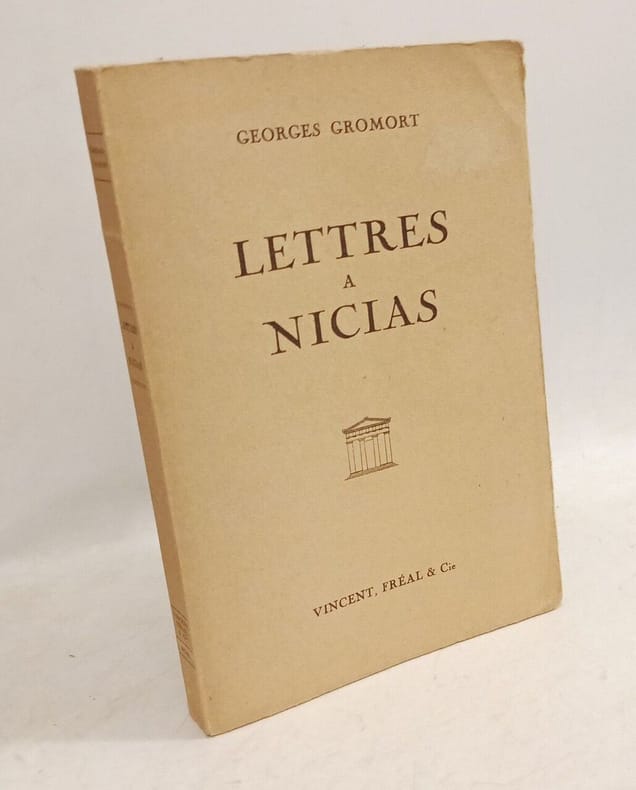 GEORGES GROMORT
LETTRES
A
NICIAS
VINCENT, FRÉAL & Cie